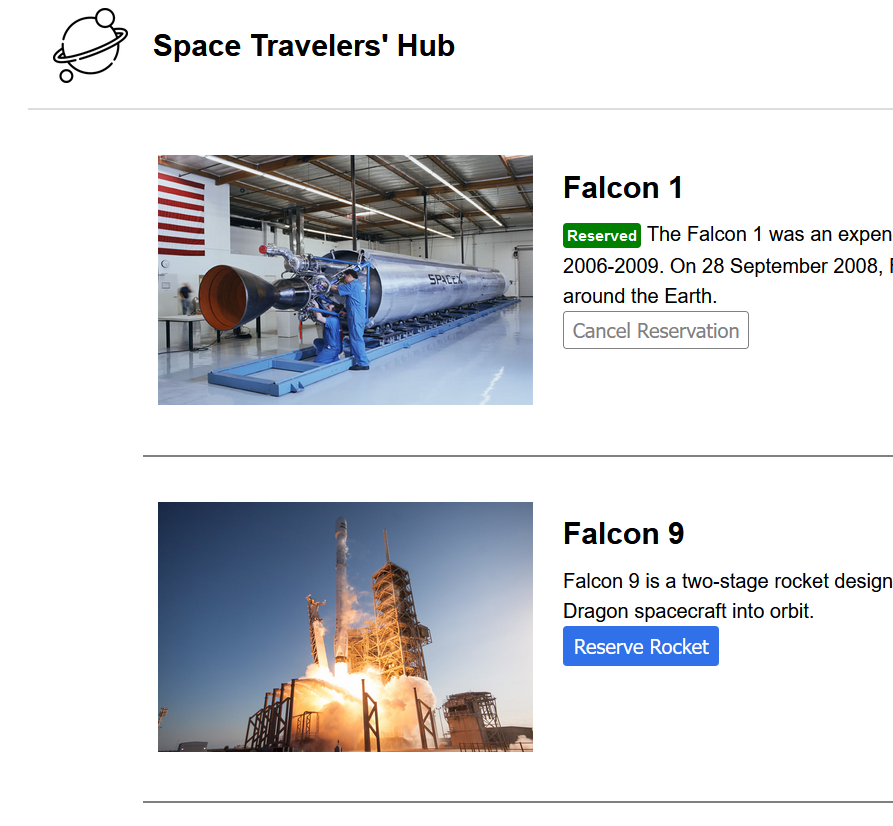 Space Travelers' Hub
SPACEX
Falcon 1
Reserved The Falcon 1 was an expen
2006-2009. On 28 September 2008,
around the Earth.
Cancel Reservation
Falcon 9
Falcon 9 is a two-stage rocket design
Dragon spacecraft into orbit.
Reserve Rocket